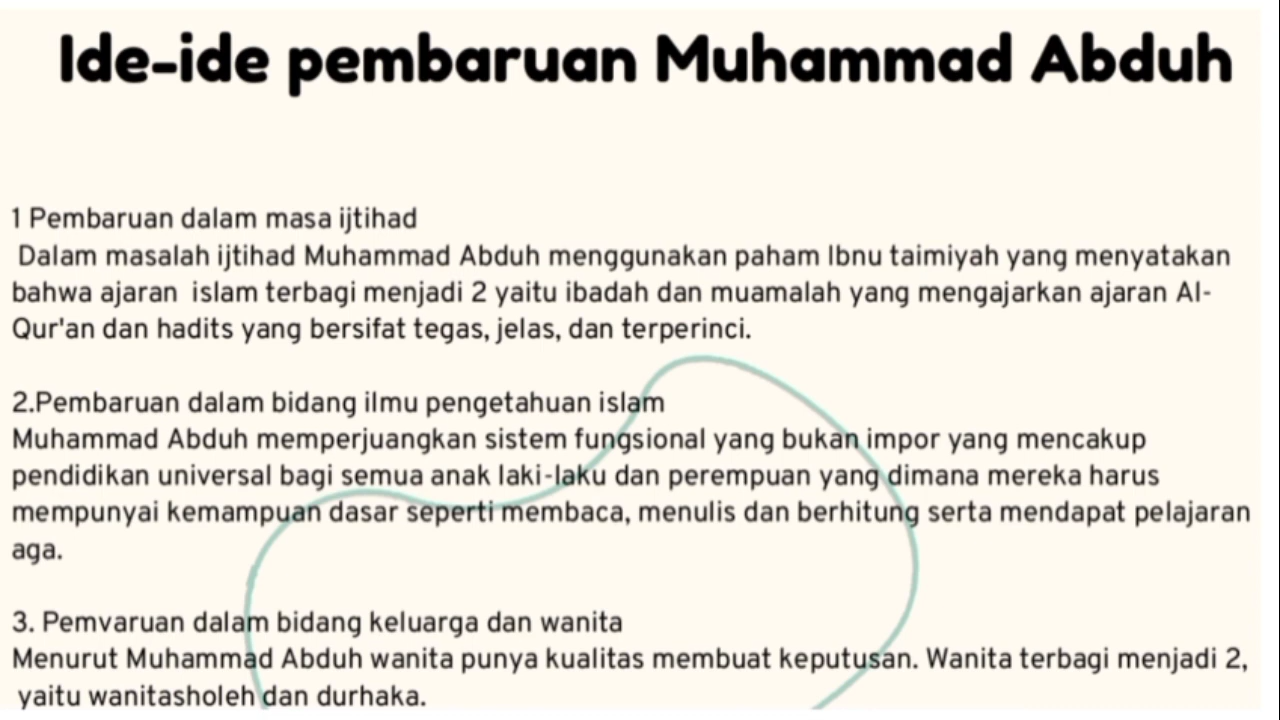 Ide-ide pembaruan Muhammad Abduh
1 Pembaruan dalam masa ijtihad
Dalam masalah ijtihad Muhammad Abduh menggunakan paham Ibnu taimiyah yang menyatakan
bahwa ajaran islam terbagi menjadi 2 yaitu ibadah dan muamalah yang mengajarkan ajaran Al-
Qur'an dan hadits yang bersifat tegas, jelas, dan terperinci.
2.Pembaruan dalam bidang ilmu pengetahuan islam
Muhammad Abduh memperjuangkan sistem fungsional yang bukan impor yang mencakup
pendidikan universal bagi semua anak laki-laku dan perempuan yang dimana mereka harus
mempunyai kemampuan dasar seperti membaca, menulis dan berhitung serta mendapat pelajaran
aga.
3. Pemvaruan dalam bidang keluarga dan wanita
Menurut Muhammad Abduh wanita punya kualitas membuat keputusan. Wanita terbagi menjadi 2,
yaitu wanitasholeh dan durhaka.